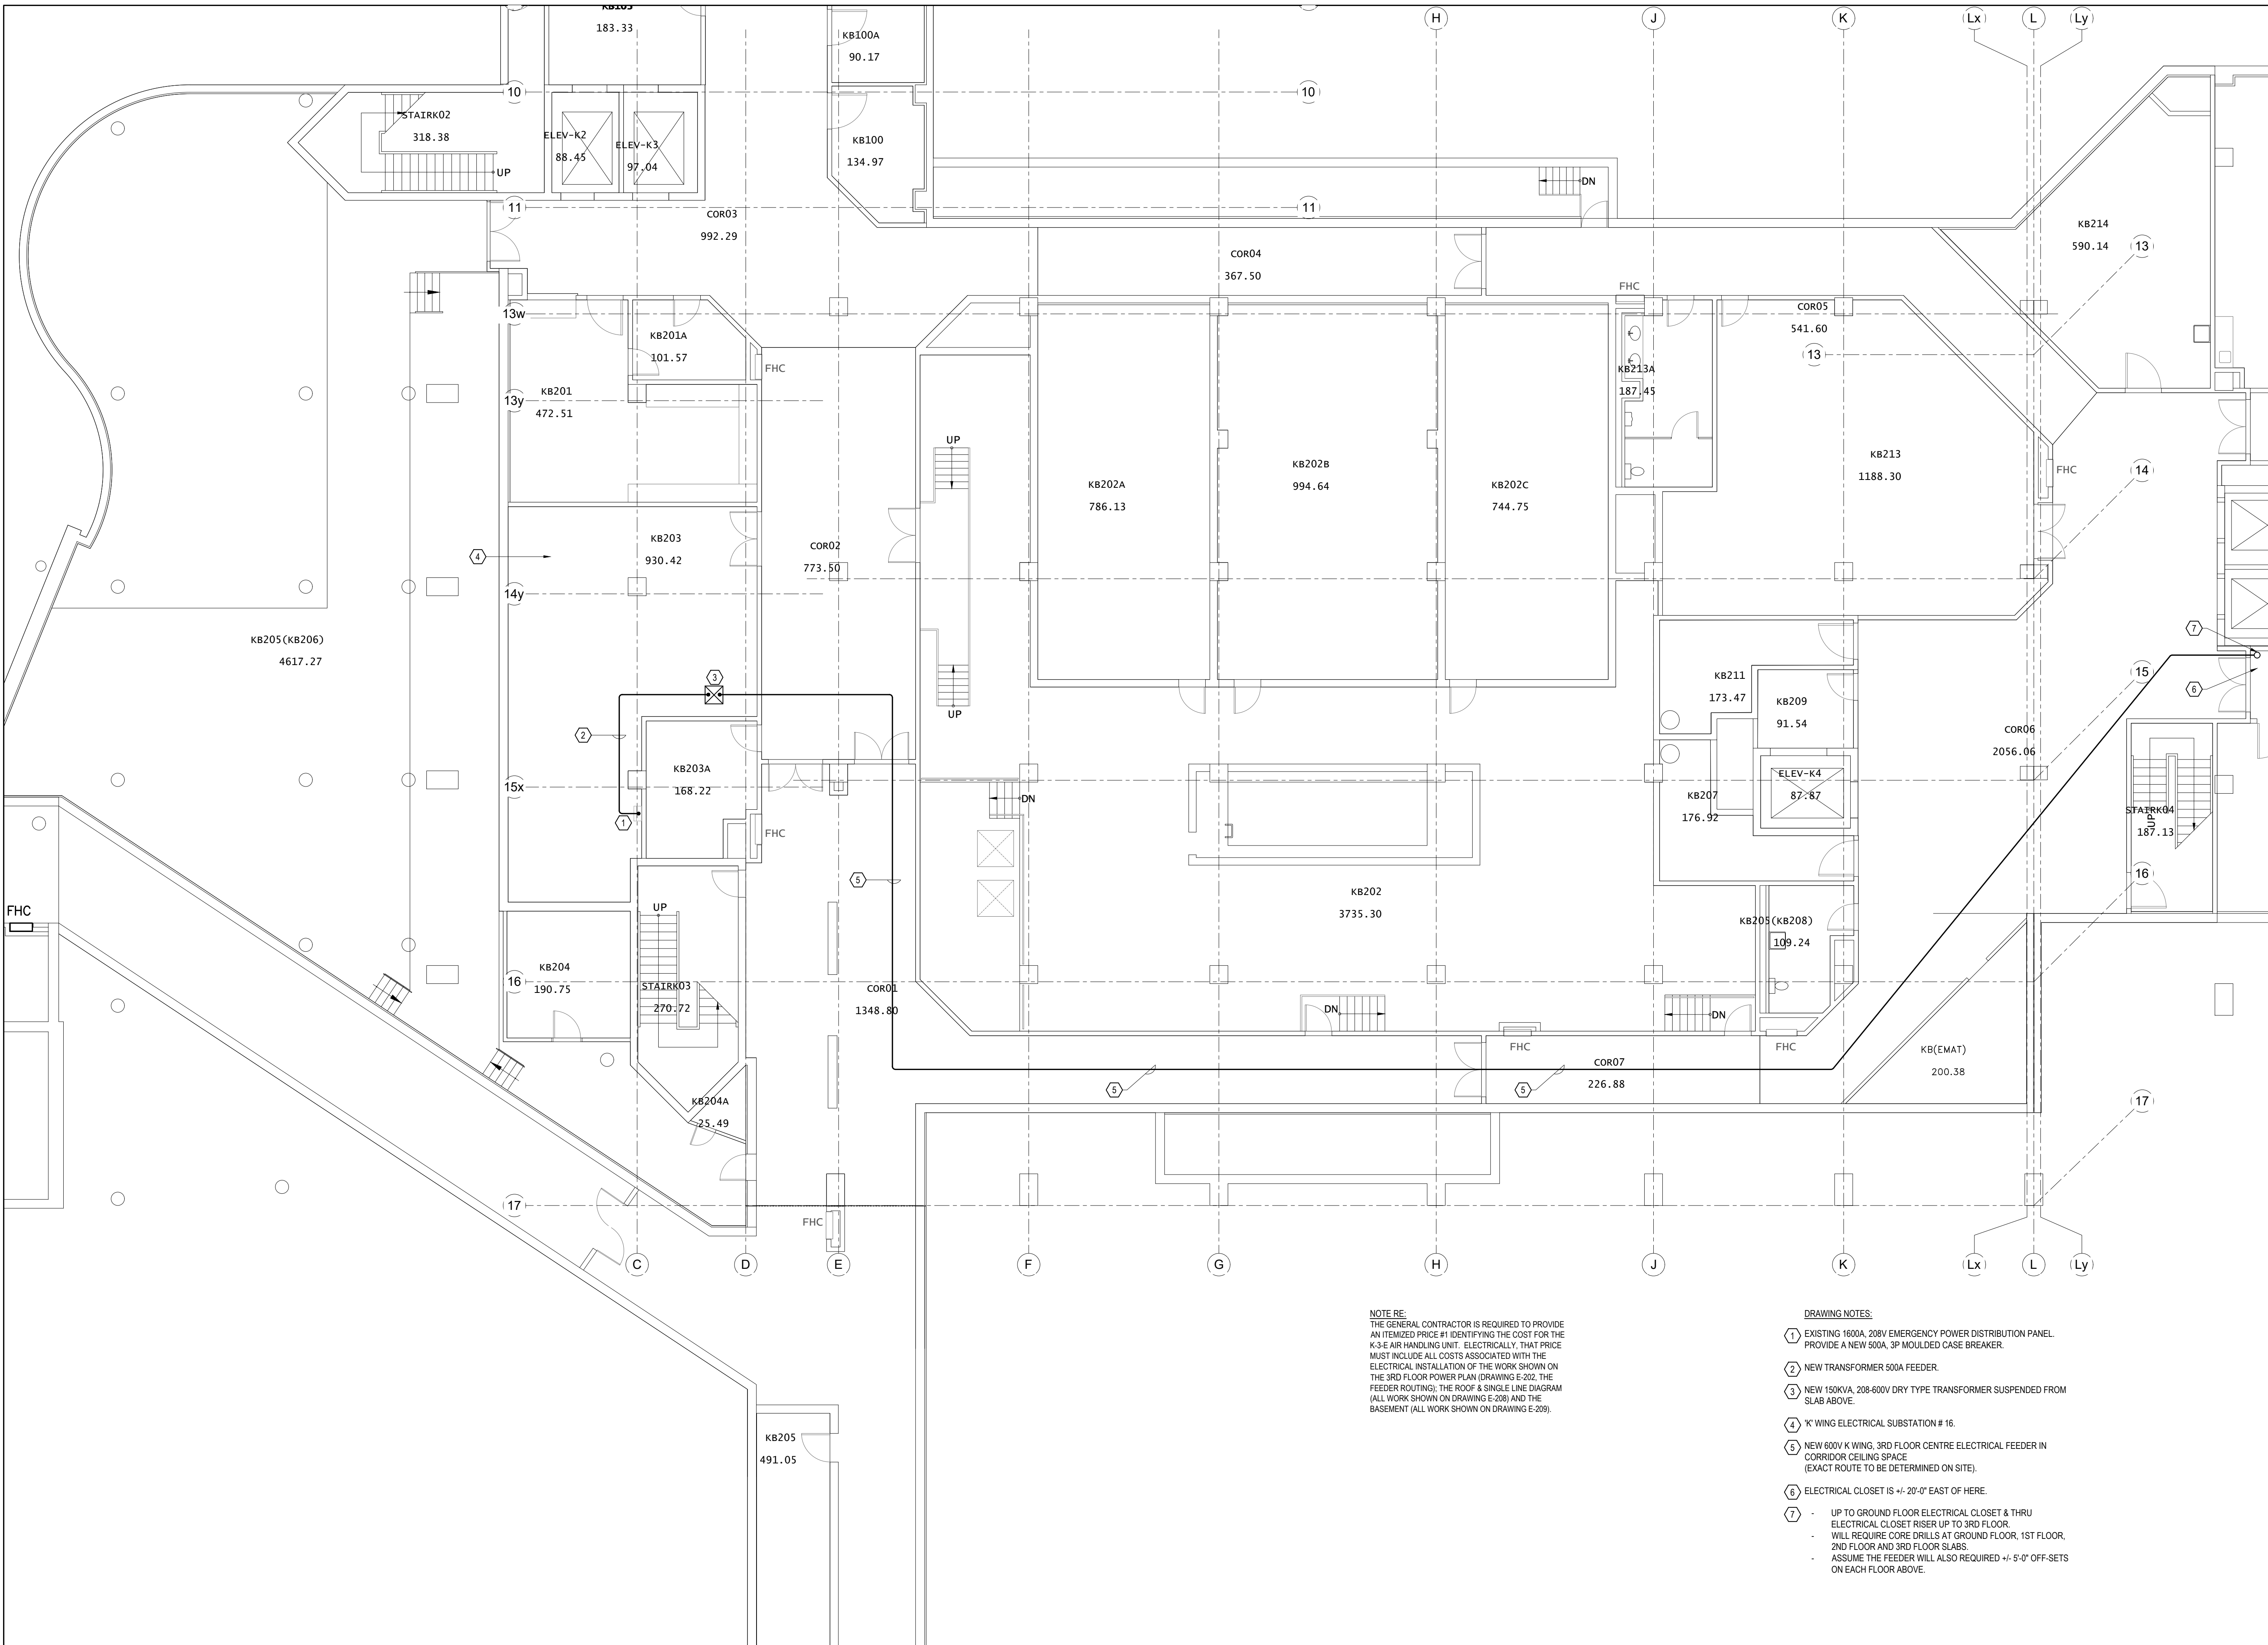 KB103
183.33
KB100A
90.17
H
J
K
Lx
L
Ly
10
10
STAIRK02
318.38
UP
ELEV-K2
88.45
ELEV-K3
97.04
KB100
134.97
DN
11
11
COR03
992.29
COR04
367.50
KB214
590.14
13
FHC
COR05
541.60
13w
KB201A
101.57
FHC
13
KB213A
187.45
KB201
472.51
13y
UP
KB213
1188.30
FHC
14
KB202A
786.13
KB202B
994.64
KB202C
744.75
KB203
930.42
4
COR02
773.50
14y
KB205(KB206)
4617.27
7
3
KB211
173.47
KB209
91.54
15
6
UP
2
COR06
2056.06
KB203A
168.22
15x
ELEV-K4
87.87
DN
KB207
176.92
STAIRK04
187.13
UP
1
FHC
5
16
KB202
3735.30
FHC
UP
KB205(KB208)
109.24
KB204
190.75
16
STAIRK03
270.72
COR01
1348.80
DN
DN
FHC
FHC
KB(EMAT)
200.38
COR07
226.88
5
5
KB204A
25.49
17
17
FHC
C
D
E
F
G
H
J
K
Lx
L
Ly
KB205
491.05
NOTE RE:
THE GENERAL CONTRACTOR IS REQUIRED TO PROVIDE
AN ITEMIZED PRICE #1 IDENTIFYING THE COST FOR THE
K-3-E AIR HANDLING UNIT. ELECTRICALLY, THAT PRICE
MUST INCLUDE ALL COSTS ASSOCIATED WITH THE
ELECTRICAL INSTALLATION OF THE WORK SHOWN ON
THE 3RD FLOOR POWER PLAN (DRAWING E-202, THE
FEEDER ROUTING); THE ROOF & SINGLE LINE DIAGRAM
(ALL WORK SHOWN ON DRAWING E-208) AND THE
BASEMENT (ALL WORK SHOWN ON DRAWING E-209).
DRAWING NOTES:
1 EXISTING 1600A, 208V EMERGENCY POWER DISTRIBUTION PANEL.
PROVIDE A NEW 500A, 3P MOULDED CASE BREAKER.
2 NEW TRANSFORMER 500A FEEDER.
3 NEW 150KVA, 208-600V DRY TYPE TRANSFORMER SUSPENDED FROM
SLAB ABOVE.
4 'K' WING ELECTRICAL SUBSTATION # 16.
5 NEW 600V K WING, 3RD FLOOR CENTRE ELECTRICAL FEEDER IN
CORRIDOR CEILING SPACE
(EXACT ROUTE TO BE DETERMINED ON SITE).
6 ELECTRICAL CLOSET IS +/- 20'-0" EAST OF HERE.
7 - UP TO GROUND FLOOR ELECTRICAL CLOSET & THRU
ELECTRICAL CLOSET RISER UP TO 3RD FLOOR.
- WILL REQUIRE CORE DRILLS AT GROUND FLOOR, 1ST FLOOR,
2ND FLOOR AND 3RD FLOOR SLABS.
- ASSUME THE FEEDER WILL ALSO REQUIRED +/- 5'-0" OFF-SETS
ON EACH FLOOR ABOVE.